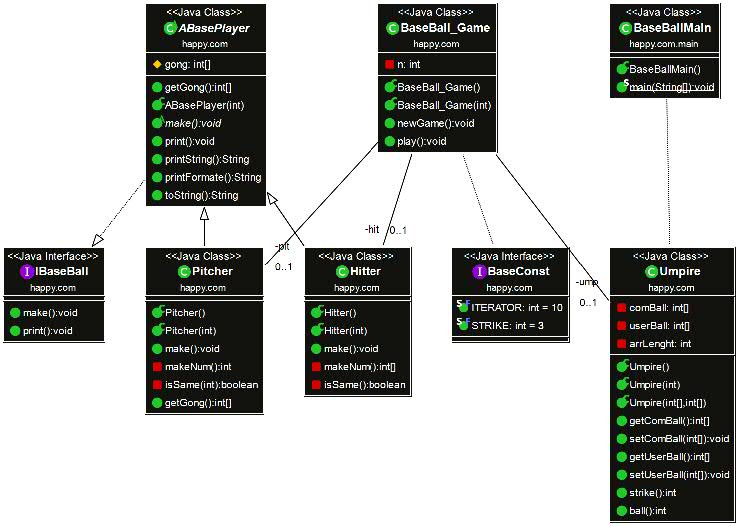 <<Java Class>>
ABasePlayer
happy.com
gong: int[]
getGong():int[]
ABasePlayer(int)
make():void
print():void
printString():String
printFormate():String
toString():String
<<Java Class>>
BaseBall_Game
happy.com
n: int
BaseBall_Game()
BaseBall_Game(int)
newGame():void
play():void
<<Java Class>>
BaseBallMain
happy.com.main
BaseBallMain()
main(String[]):void
-pit
0..1
-hit
0..1
-ump
0..1
<<Java Interface>>
IBaseBall
happy.com
make():void
print():void
<<Java Class>>
Pitcher
happy.com
Pitcher()
Pitcher(int)
make():void
makeNum():int
isSame(int):boolean
getGong():int[]
<<Java Class>>
Hitter
happy.com
Hitter()
Hitter(int)
make():void
makeNum():int[]
isSame():boolean
<<Java Interface>>
BaseConst
happy.com
ITERATOR: int = 10
STRIKE: int = 3
<<Java Class>>
Umpire
happy.com
comBall: int[]
userBall: int[]
arrLenght: int
Umpire()
Umpire(int)
Umpire(int[],int[])
getComBall():int[]
setComBall(int[]):void
getUserBall():int[]
setUserBall(int[]):void
strike():int
ball():int